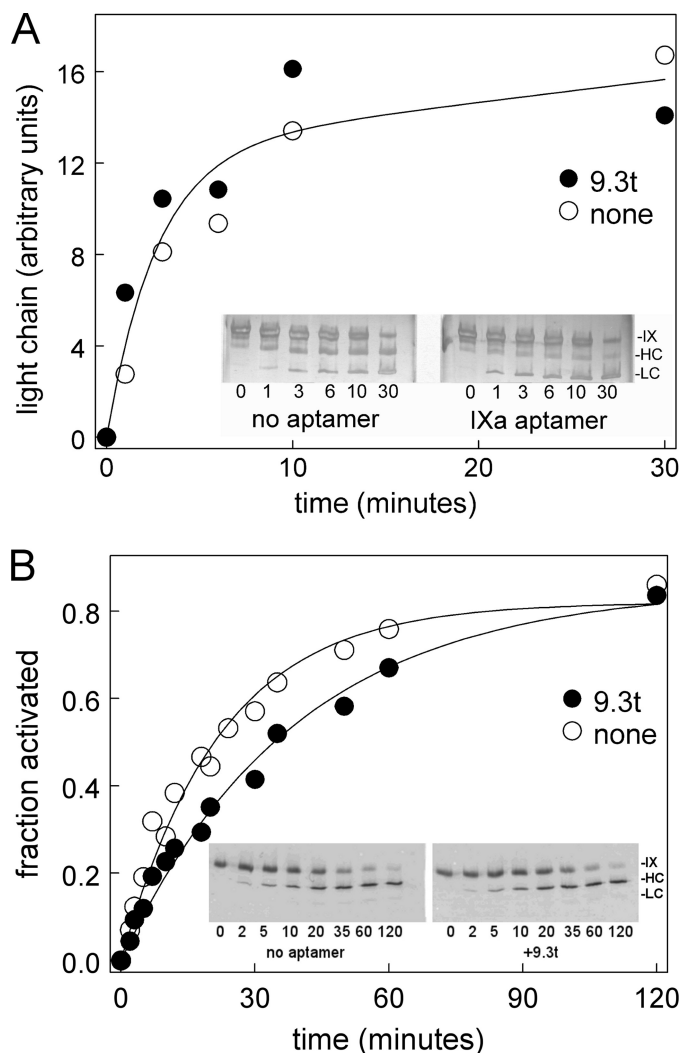 A
light chain (arbitrary units)
16
12
8
4
0
9.3t
none
-IX
-HC
-LC
0 1 3 6 10 30
no aptamer
0 1 3 6 10 30
IXa aptamer
0 10 20 30
time (minutes)
B
fraction activated
0.8
0.6
0.4
0.2
0.0
9.3t
none
-IX
-HC
-LC
0 2 5 10 20 35 60 120
no aptamer
0 2 5 10 20 35 60 120
+9.3t
0 30 60 90 120
time (minutes)